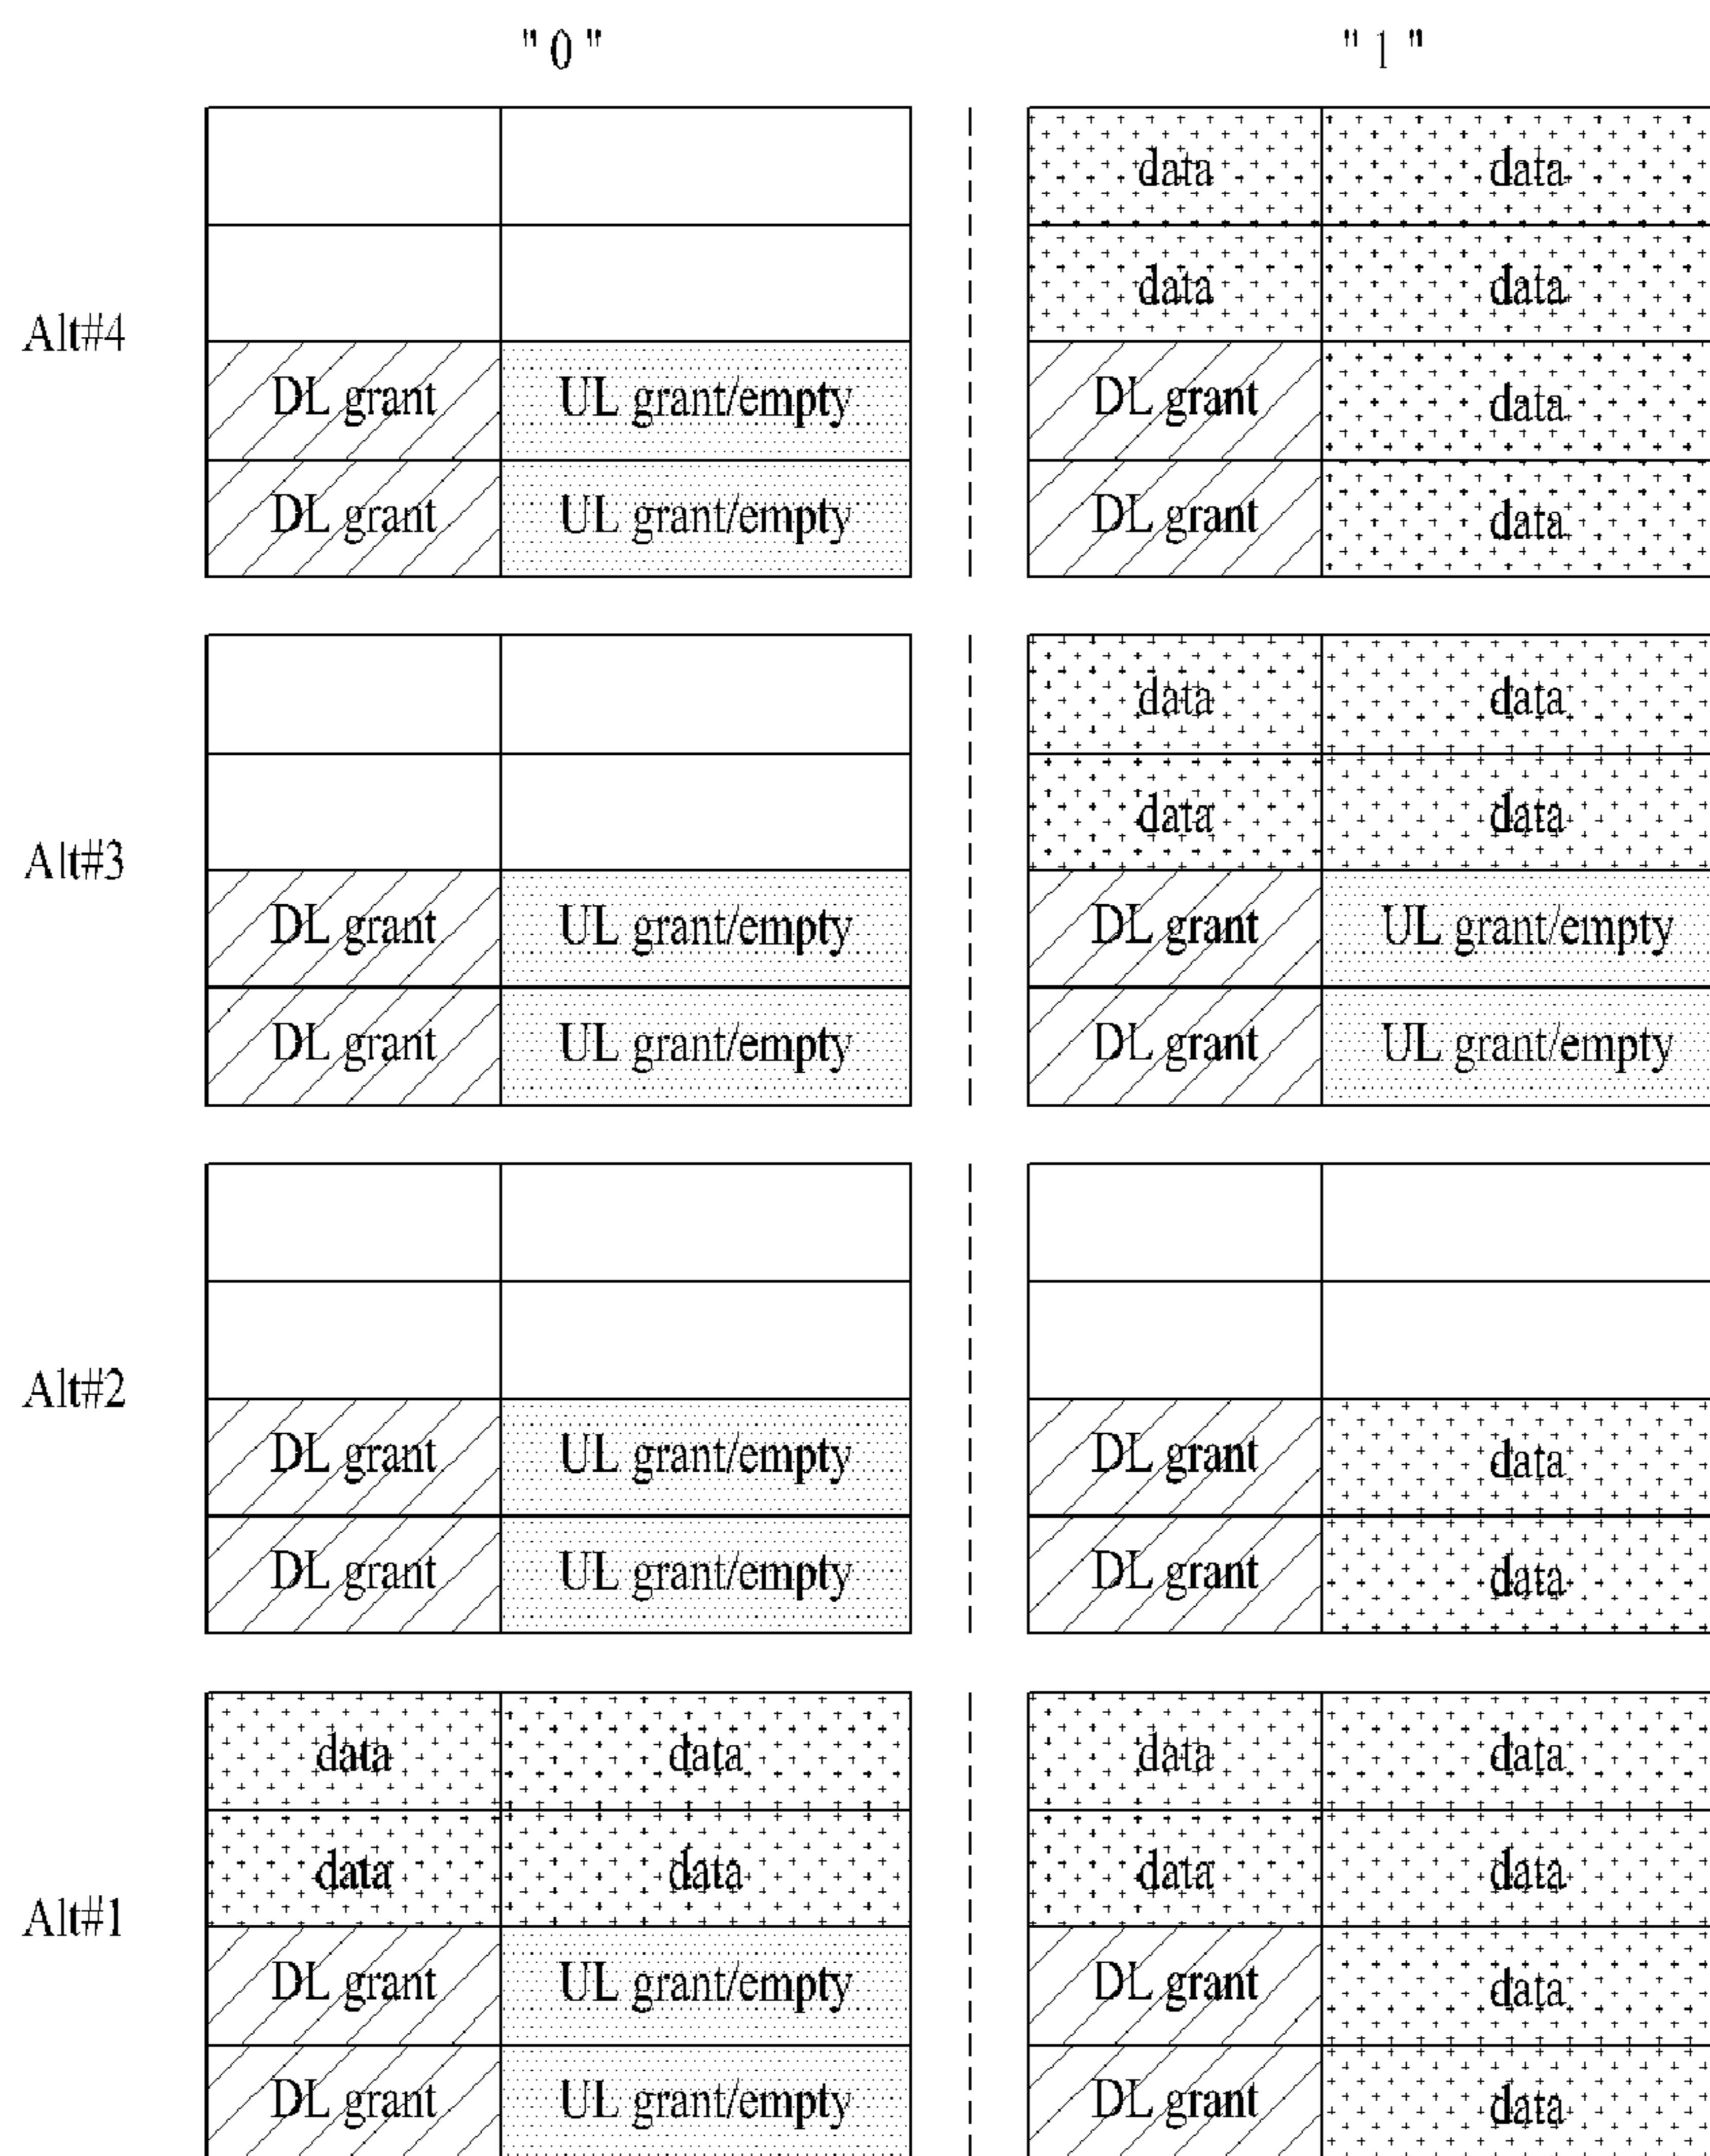 "0" "1"
data data
data data
Alt#4
DL grant UL grant/empty DL grant data
DL grant UL grant/empty DL grant data
data data
data data
Alt#3
DL grant UL grant/empty DL grant UL grant/empty
DL grant UL grant/empty DL grant UL grant/empty
Alt#2
DL grant UL grant/empty DL grant data
DL grant UL grant/empty DL grant data
data data data data
data data data data
Alt#1
DL grant UL grant/empty DL grant data
DL grant UL grant/empty DL grant data